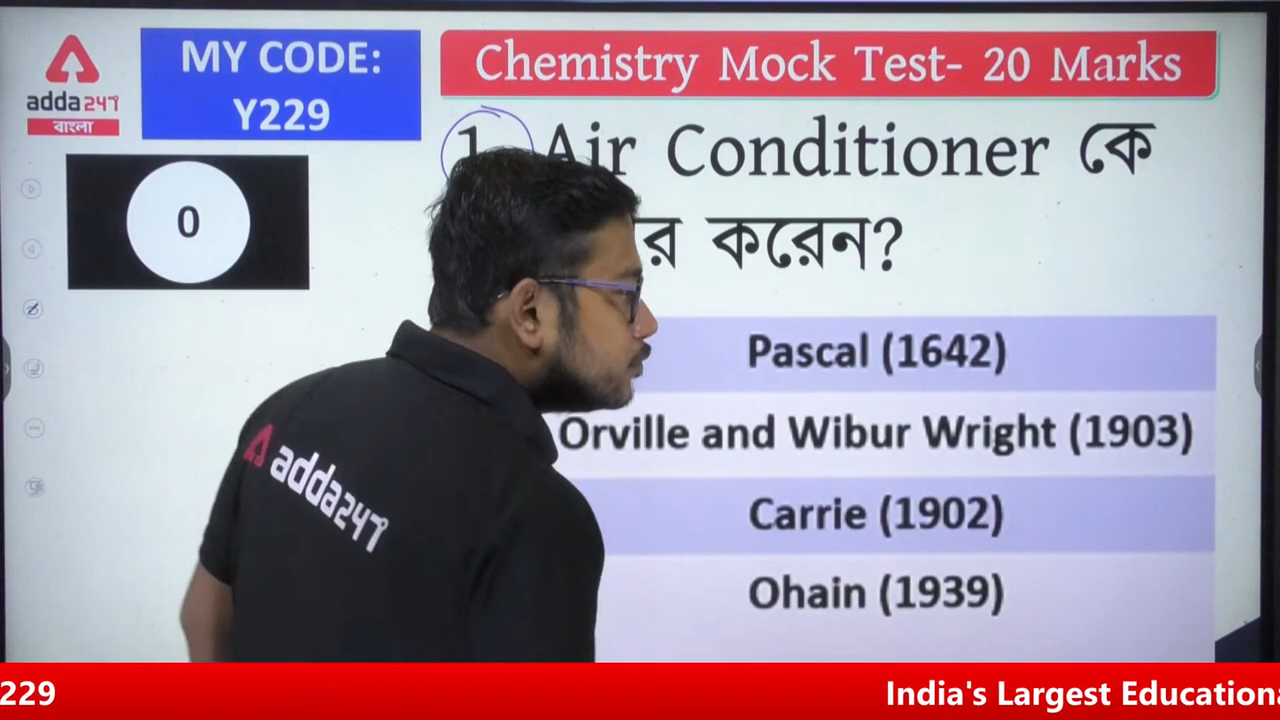 adda247
বাংলা
MY CODE:
Y229
0
Chemistry Mock Test- 20 Marks
Air Conditioner কে
করেন?
Pascal (1642)
Orville and Wibur Wright (1903)
Carrie (1902)
Ohain (1939)
adda247
229
India's Largest